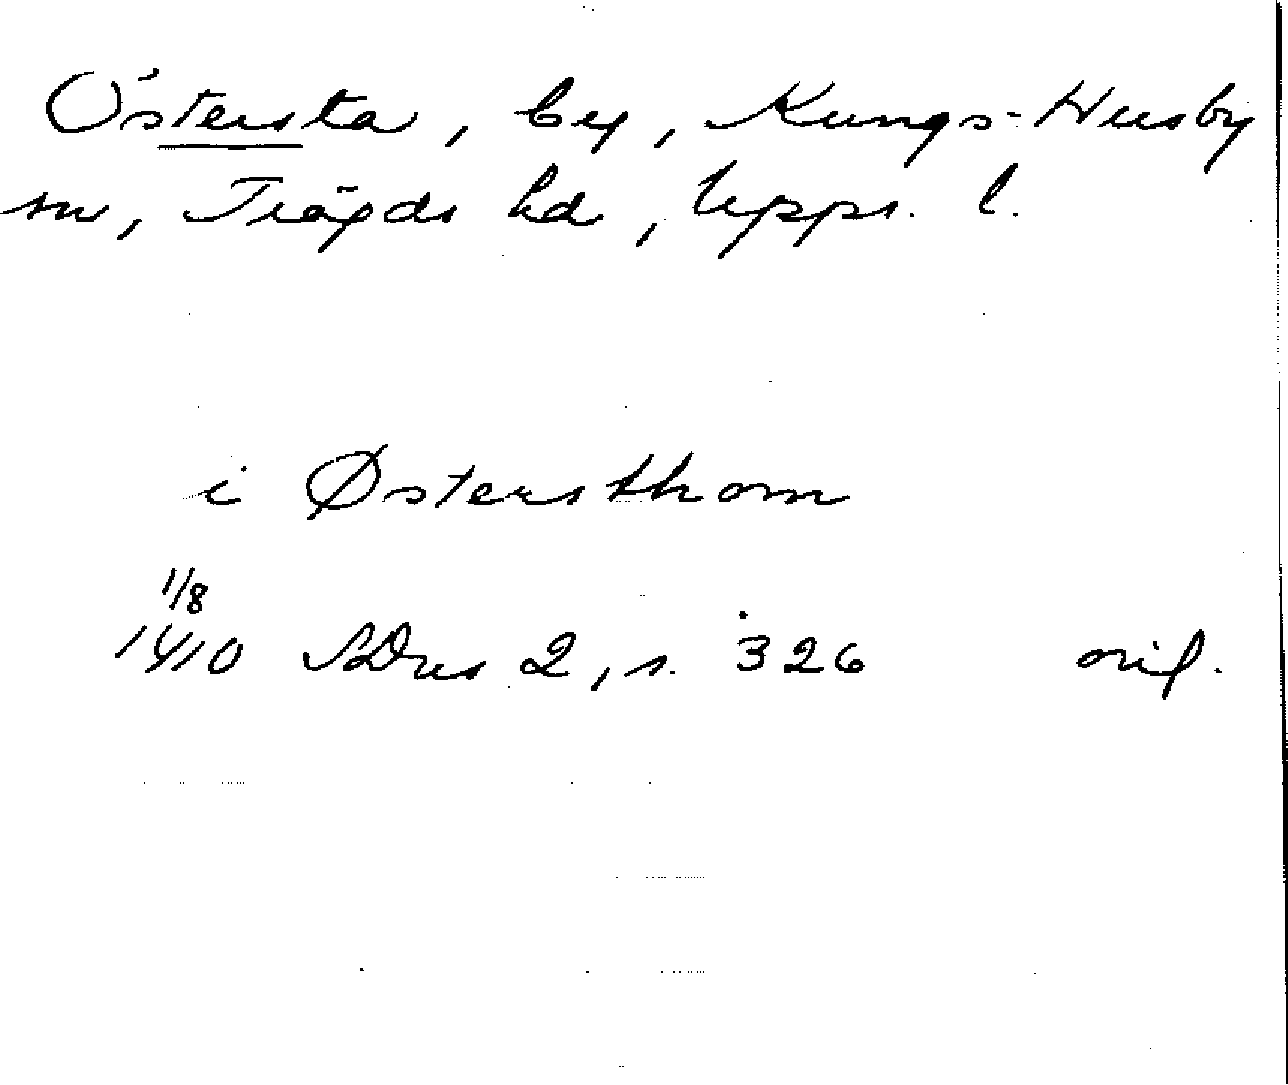 Östersta, by, Kungs-Husby
sn, Trögds hd, Upps. l.
i Østersthom
1/8
1410 SDns 2, s. 326 orig.